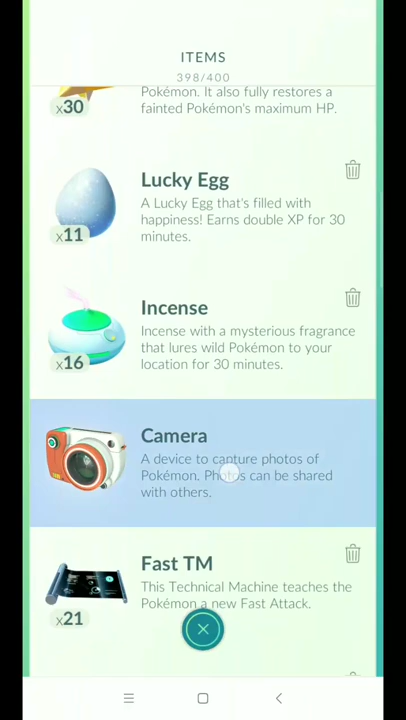 ITEMS
398/400
Pokémon. It also fully restores a
fainted Pokémon's maximum HP.
x30
Lucky Egg
A Lucky Egg that's filled with
happiness! Earns double XP for 30
minutes.
x11
Incense
Incense with a mysterious fragrance
that lures wild Pokémon to your
location for 30 minutes.
x16
Camera
A device to capture photos of
Pokémon. Photos can be shared
with others.
Fast TM
This Technical Machine teaches the
Pokémon a new Fast Attack.
x21